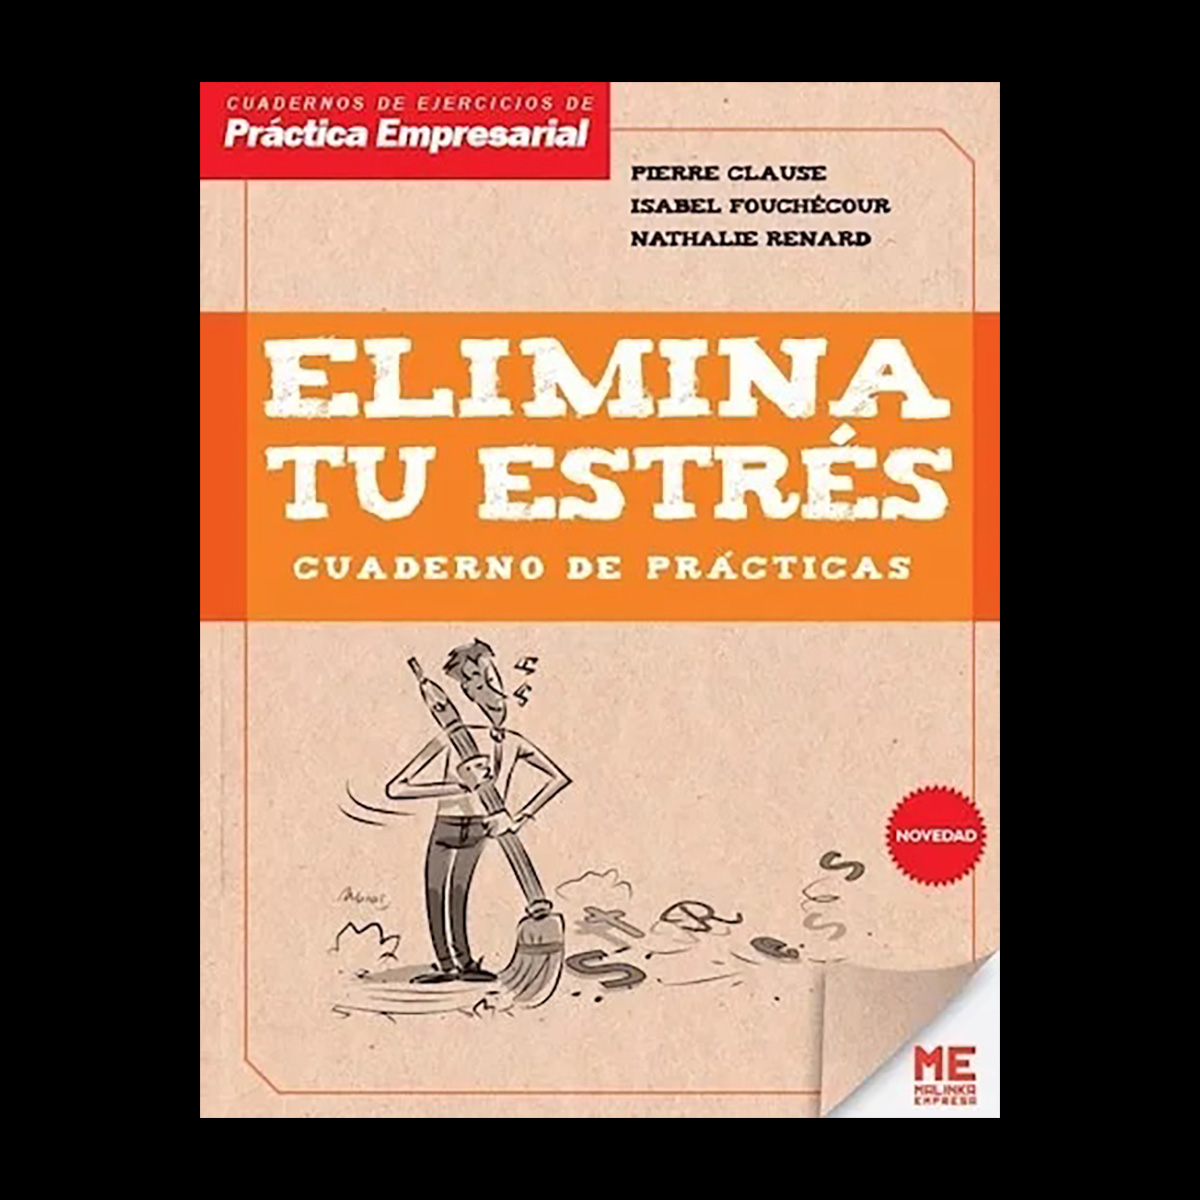 CUADERNOS DE EJERCICIOS DE
Práctica Empresarial
PIERRE CLAUSE
ISABEL FOUCHÉCOUR
NATHALIE RENARD
ELIMINA
TU ESTRÉS
CUADERNO DE PRÁCTICAS
NOVEDAD
STRess
ME
MALINKA
EMPRESA